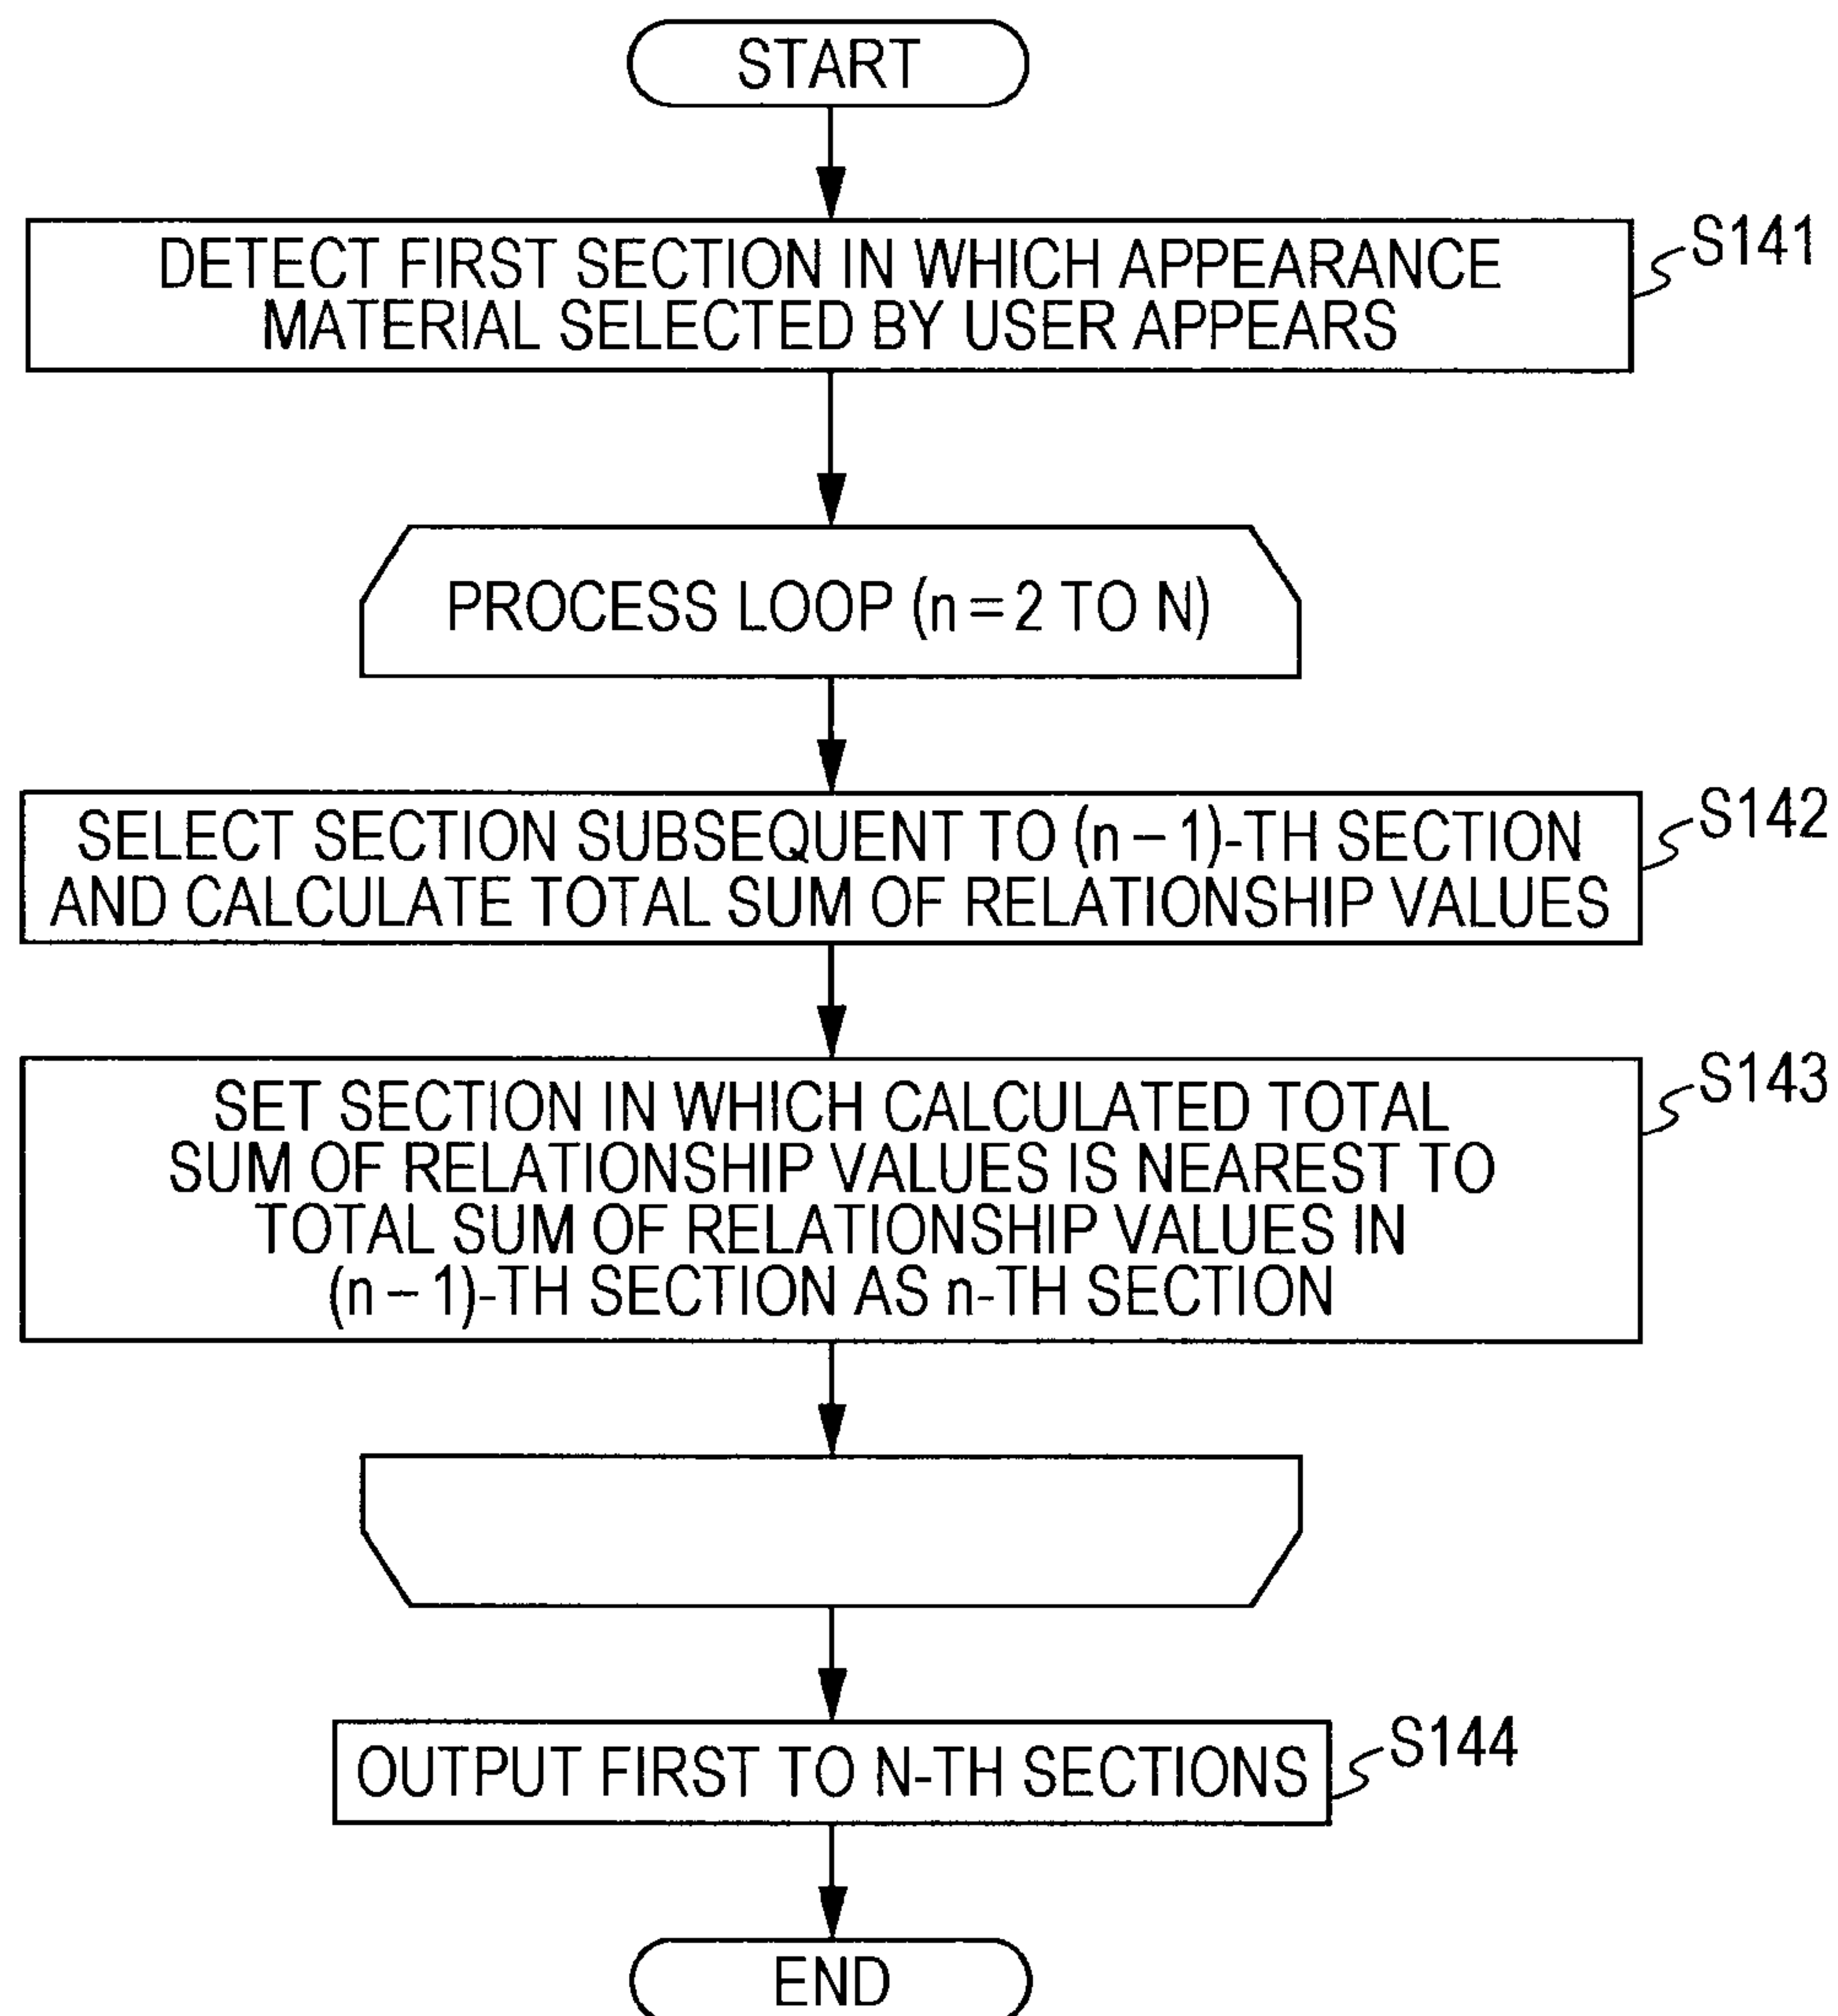 START
DETECT FIRST SECTION IN WHICH APPEARANCE
MATERIAL SELECTED BY USER APPEARS
S141
PROCESS LOOP (n=2 TO N)
SELECT SECTION SUBSEQUENT TO (n-1)-TH SECTION
AND CALCULATE TOTAL SUM OF RELATIONSHIP VALUES
S142
SET SECTION IN WHICH CALCULATED TOTAL
SUM OF RELATIONSHIP VALUES IS NEAREST TO
TOTAL SUM OF RELATIONSHIP VALUES IN
(n-1)-TH SECTION AS n-TH SECTION
S143
OUTPUT FIRST TO N-TH SECTIONS
S144
END